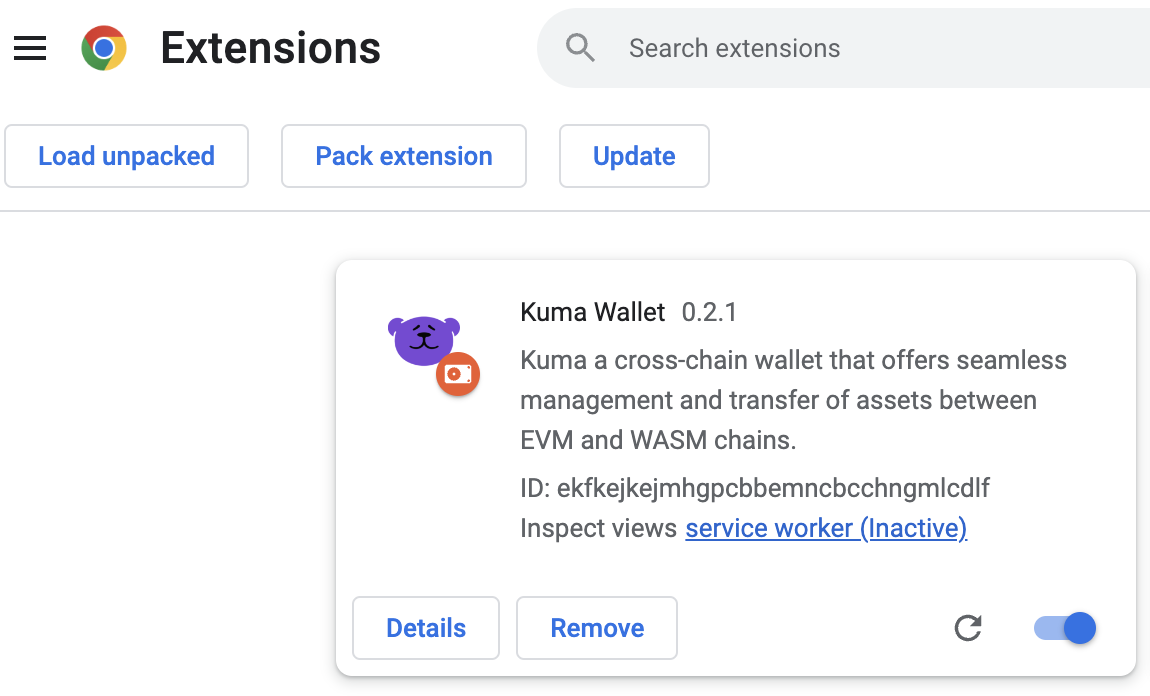 Extensions
Search extensions
Load unpacked
Pack extension
Update
Kuma Wallet 0.2.1
Kuma a cross-chain wallet that offers seamless
management and transfer of assets between
EVM and WASM chains.
ID: ekfkejkejmhgpcbbemncbcchngmlcdlf
Inspect views service worker (Inactive)
Details
Remove